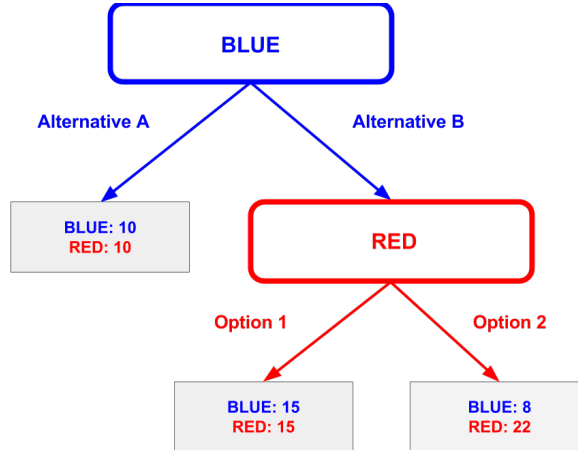 BLUE
Alternative A
Alternative B
BLUE: 10
RED: 10
RED
Option 1
Option 2
BLUE: 15
RED: 15
BLUE: 8
RED: 22